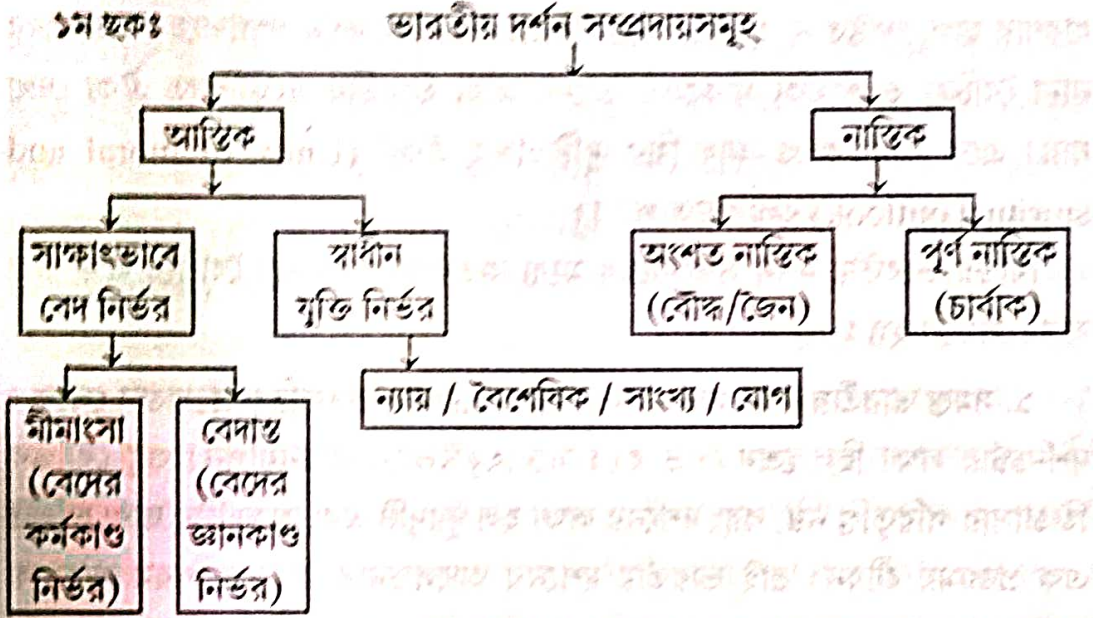 ১ম ছকঃ ভারতীয় দর্শন সম্প্রদায়সমূহ
আস্তিক
নাস্তিক
সাক্ষাৎভাবে
বেদ নির্ভর
স্বাধীন
যুক্তি নির্ভর
অংশত নাস্তিক
(বৌদ্ধ/জৈন)
পূর্ণ নাস্তিক
(চার্বাক)
ন্যায় / বৈশেষিক / সাংখ্য / যোগ
মীমাংসা
(বেদের
কর্মকাণ্ড
নির্ভর)
বেদান্ত
(বেদের
জ্ঞানকাণ্ড
নির্ভর)